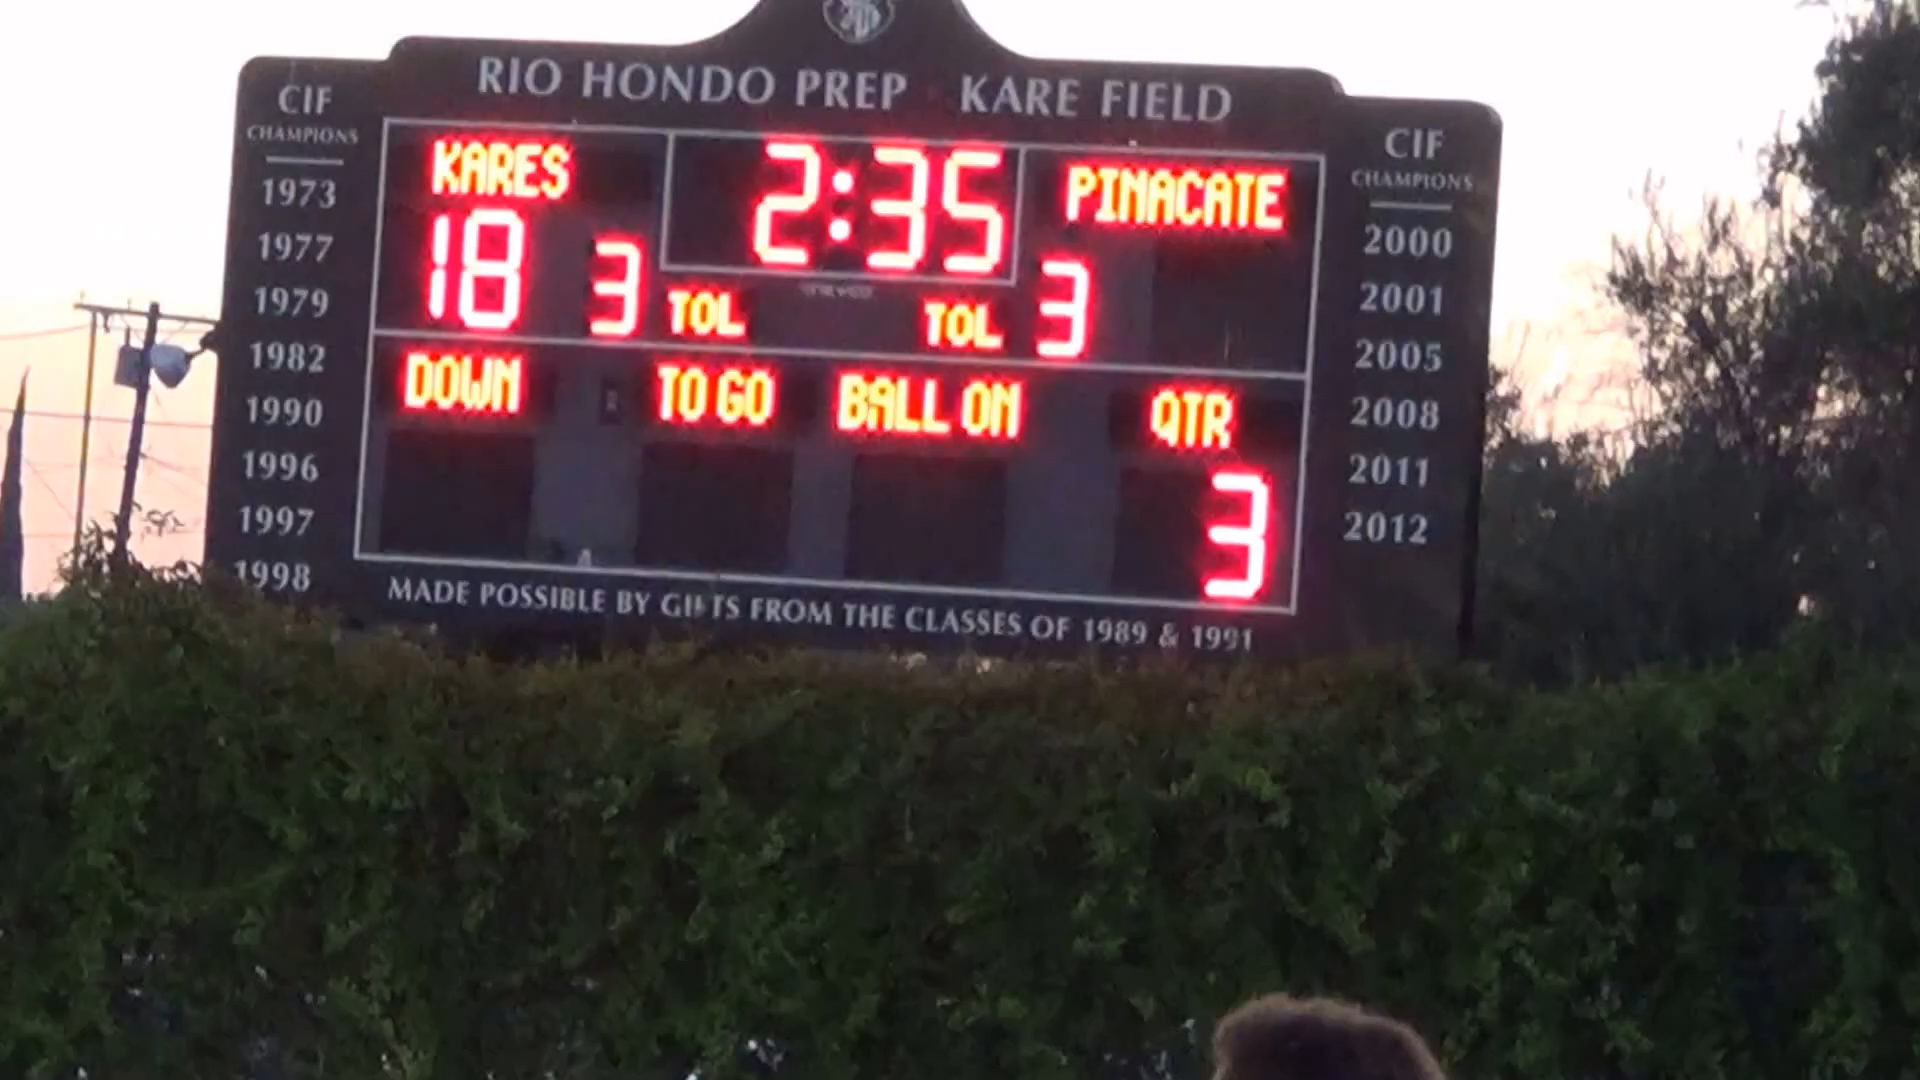 RIO HONDO PREP KARE FIELD
CIF
CHAMPIONS
1973
1977
1979
1982
1990
1996
1997
1998
KARES
2:35
PINACATE
18
3
TOL
TOL
3
DOWN
TO GO
BALL ON
QTR
3
CIF
CHAMPIONS
2000
2001
2005
2008
2011
2012
MADE POSSIBLE BY GIFTS FROM THE CLASSES OF 1989 & 1991